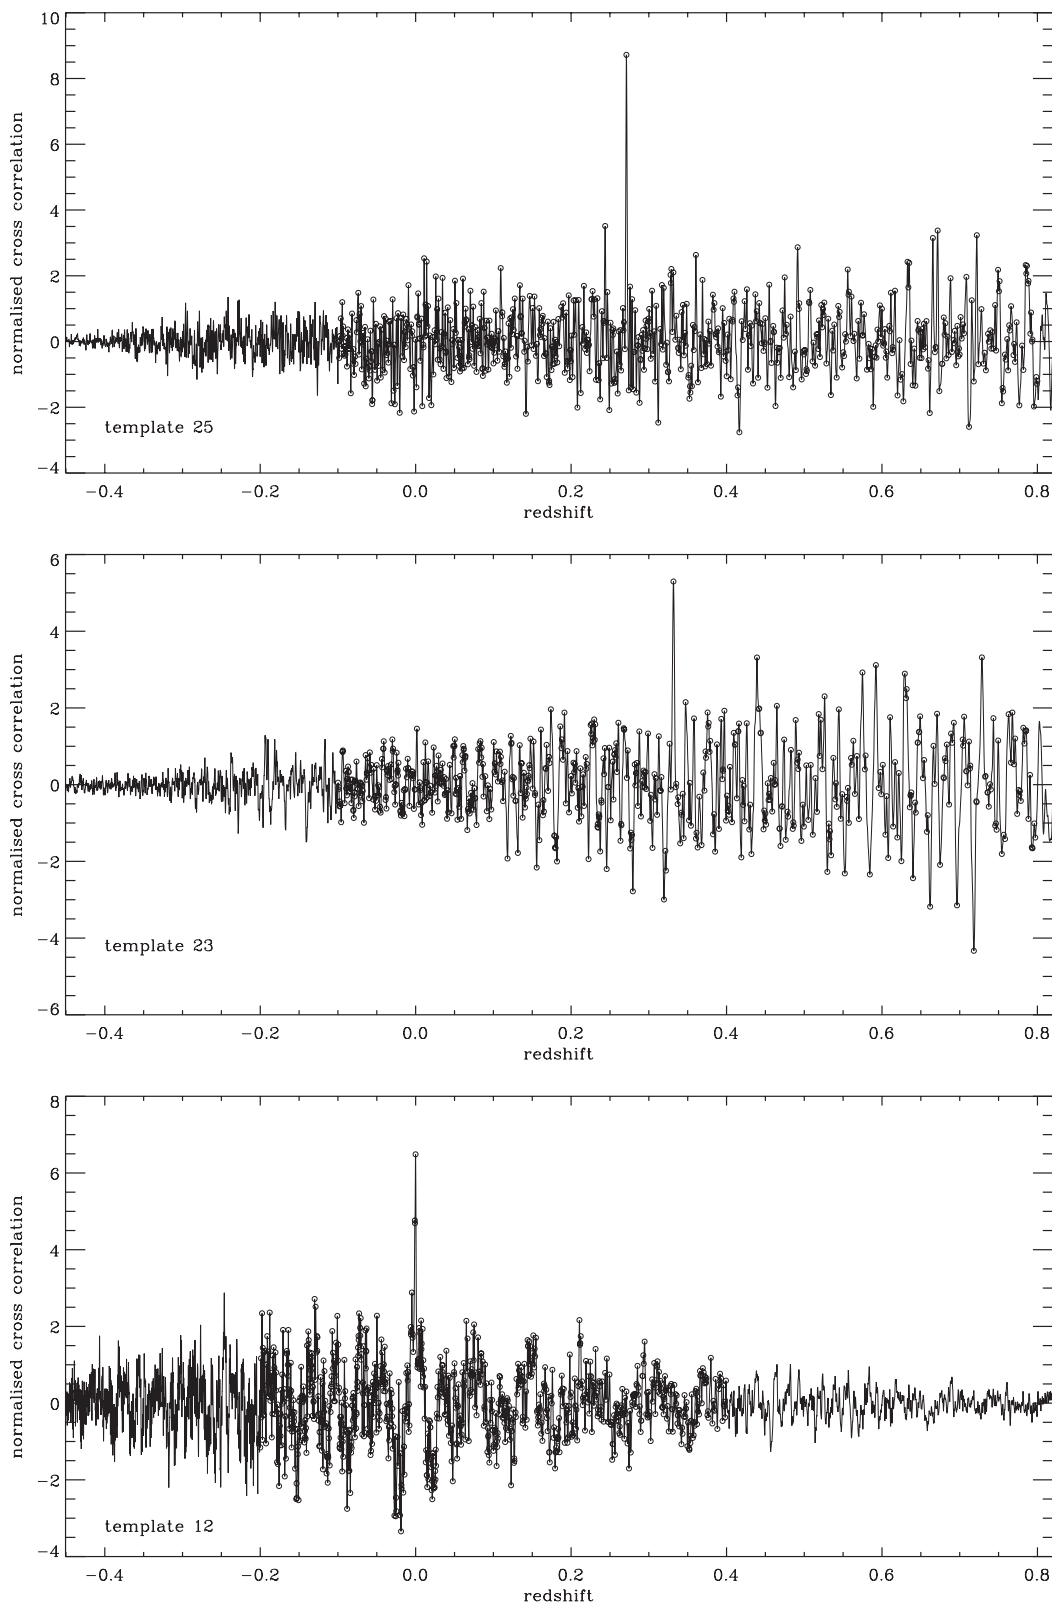 10
8
6
4
2
0
−2
−4
normalised cross correlation
template 25
−0.4 −0.2 0.0 0.2 0.4 0.6 0.8
redshift
6
4
2
0
−2
−4
−6
normalised cross correlation
template 23
−0.4 −0.2 0.0 0.2 0.4 0.6 0.8
redshift
8
6
4
2
0
−2
−4
normalised cross correlation
template 12
−0.4 −0.2 0.0 0.2 0.4 0.6 0.8
redshift